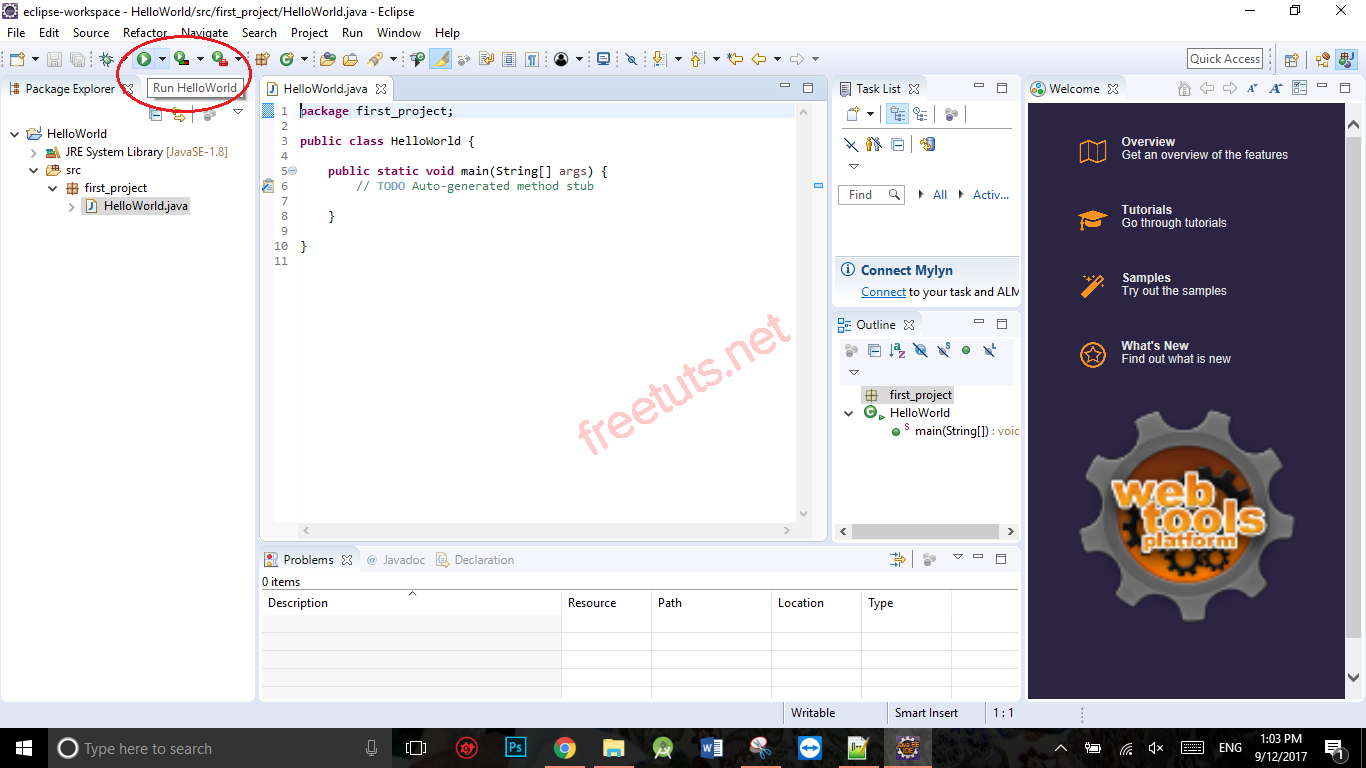 eclipse-workspace - HelloWorld/src/first_project/HelloWorld.java - Eclipse
File Edit Source Refactor Navigate Search Project Run Window Help
Quick Access
Run HelloWorld
Package Explorer
HelloWorld
JRE System Library [JavaSE-1.8]
src
first_project
HelloWorld.java
HelloWorld.java
1 package first_project;
2
3 public class HelloWorld {
4
5 public static void main(String[] args) {
6 // TODO Auto-generated method stub
7
8 }
9
10 }
11
freetuts.net
Task List
Find All Activ...
Connect Mylyn
Connect to your task and ALM
Outline
first_project
HelloWorld
main(String[]) : void
Welcome
Overview
Get an overview of the features
Tutorials
Go through tutorials
Samples
Try out the samples
What's New
Find out what is new
web
tools
platform
Problems @ Javadoc Declaration
0 items
Description Resource Path Location Type
Writable Smart Insert 1 : 1
Type here to search
Ps
ENG
1:03 PM
9/12/2017
1